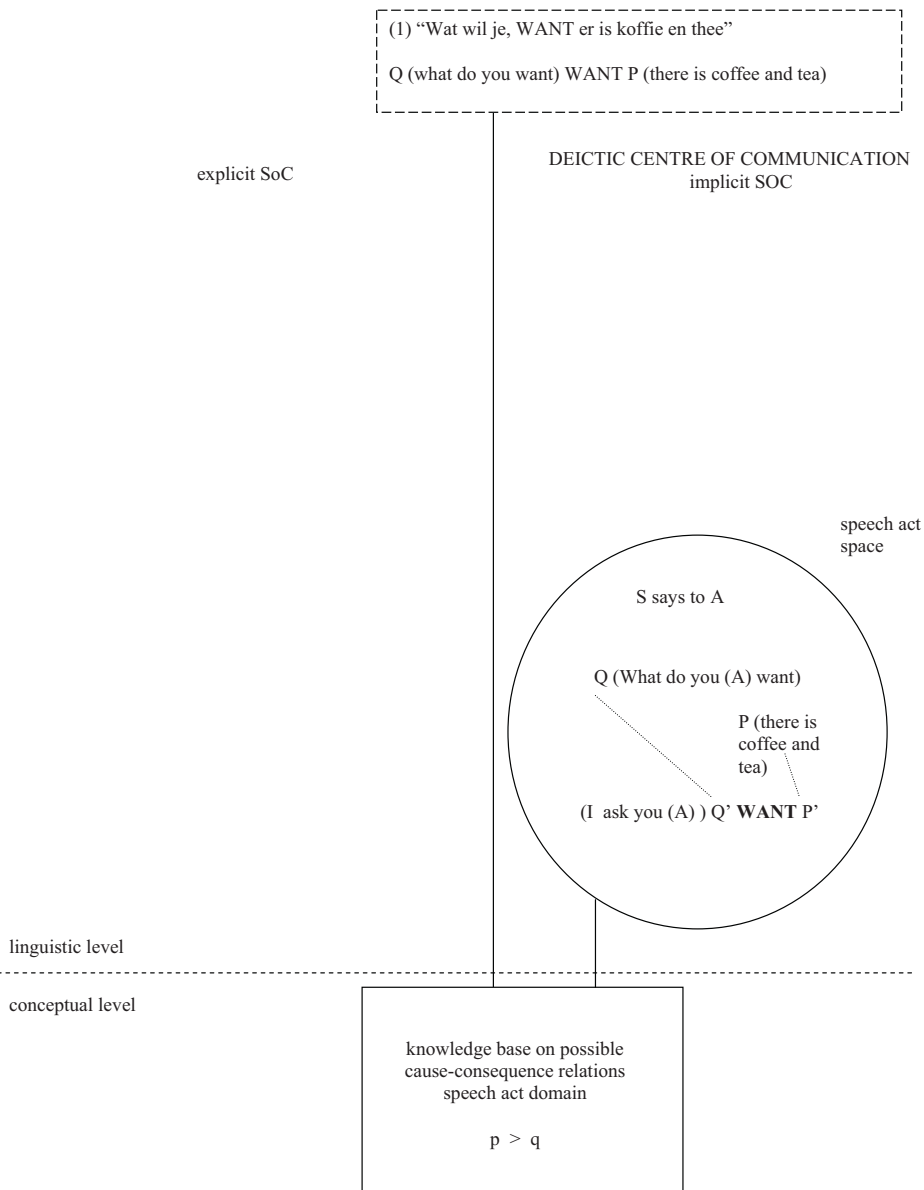 (1) “Wat wil je, WANT er is koffie en thee”
Q (what do you want) WANT P (there is coffee and tea)
explicit SoC
DEICTIC CENTRE OF COMMUNICATION
implicit SOC
speech act
space
S says to A
Q (What do you (A) want)
P (there is
coffee and
tea)
(I ask you (A) ) Q’ WANT P’
linguistic level
conceptual level
knowledge base on possible
cause-consequence relations
speech act domain
p > q